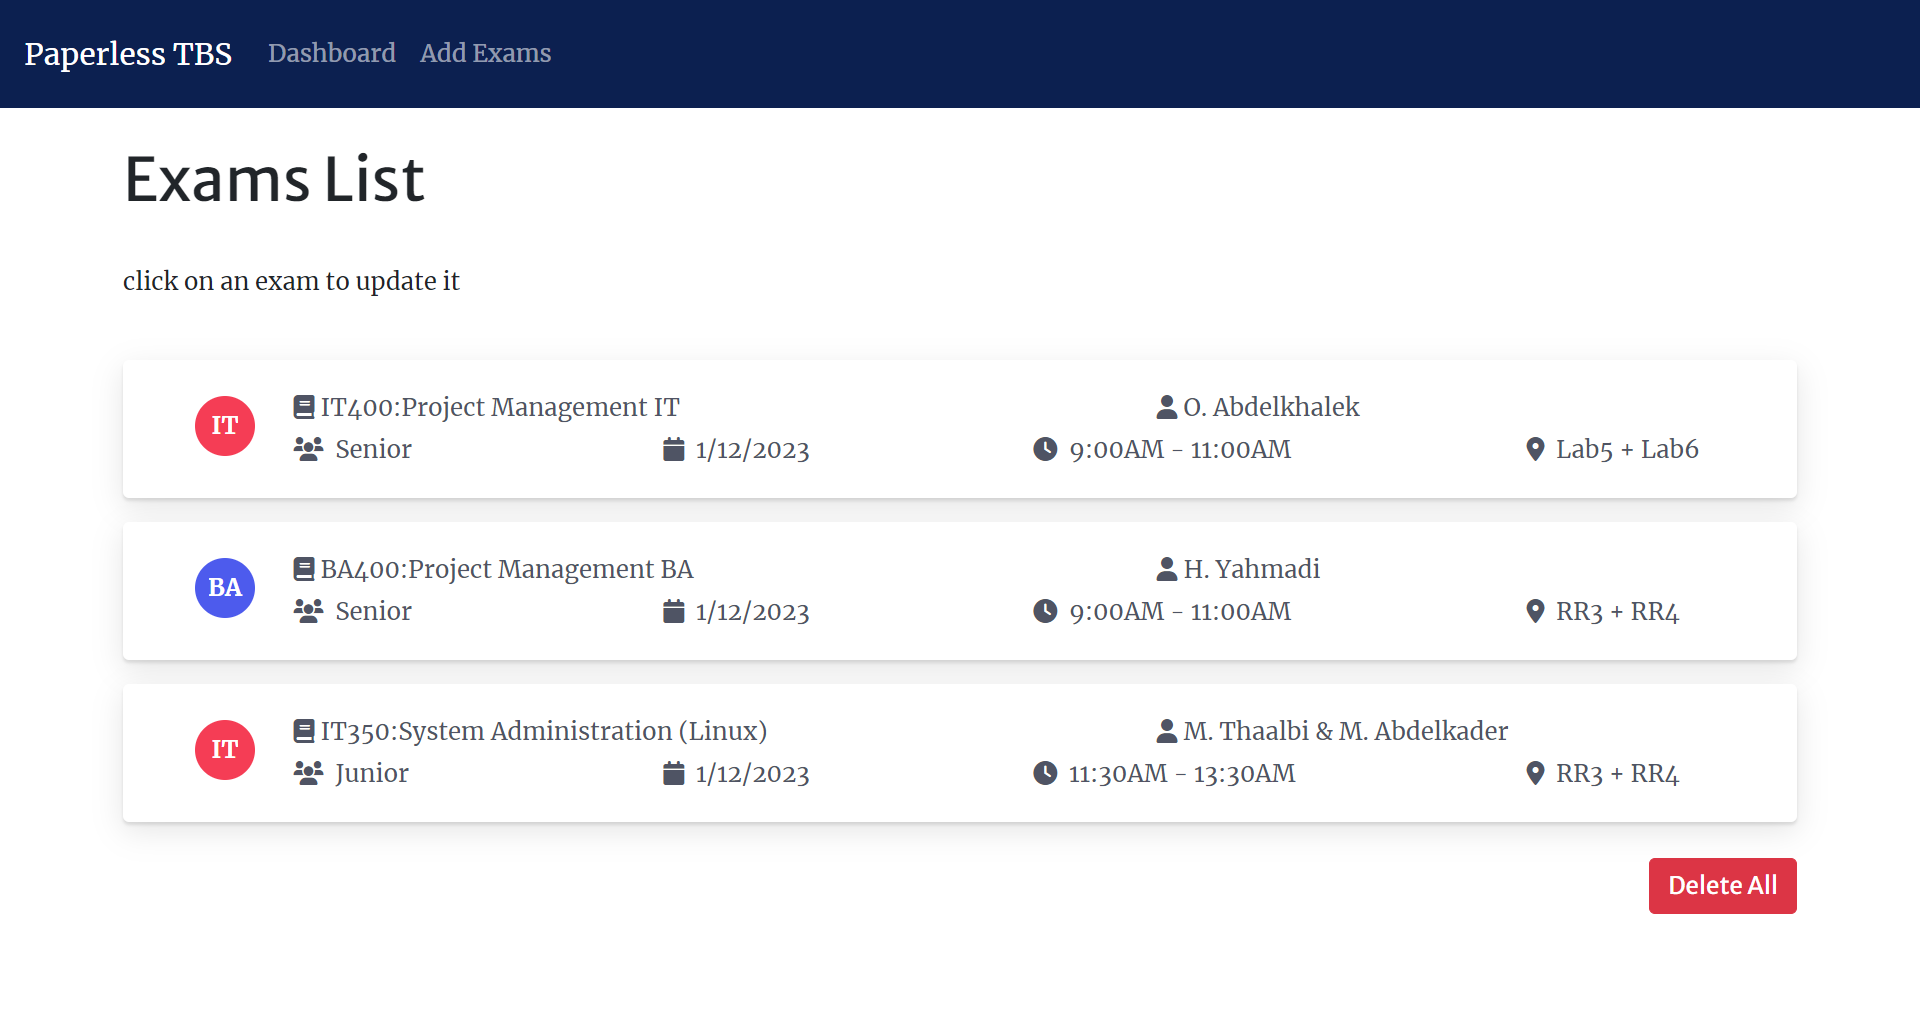 Paperless TBS Dashboard Add Exams
Exams List
click on an exam to update it
IT IT400:Project Management IT O. Abdelkhalek
Senior 1/12/2023 9:00AM - 11:00AM Lab5 + Lab6
BA BA400:Project Management BA H. Yahmadi
Senior 1/12/2023 9:00AM - 11:00AM RR3 + RR4
IT IT350:System Administration (Linux) M. Thaalbi & M. Abdelkader
Junior 1/12/2023 11:30AM - 13:30AM RR3 + RR4
Delete All